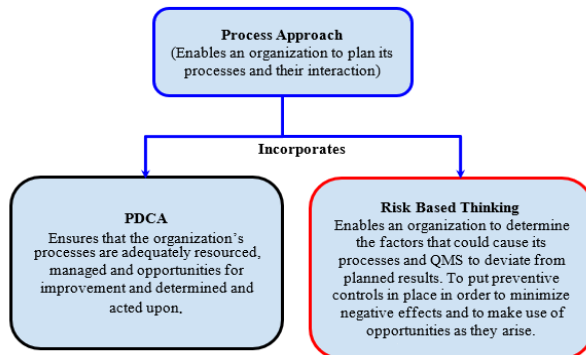 Process Approach
(Enables an organization to plan its
processes and their interaction)
Incorporates
PDCA
Ensures that the organization's
processes are adequately resourced,
managed and opportunities for
improvement and determined and
acted upon.
Risk Based Thinking
Enables an organization to determine
the factors that could cause its
processes and QMS to deviate from
planned results. To put preventive
controls in place in order to minimize
negative effects and to make use of
opportunities as they arise.